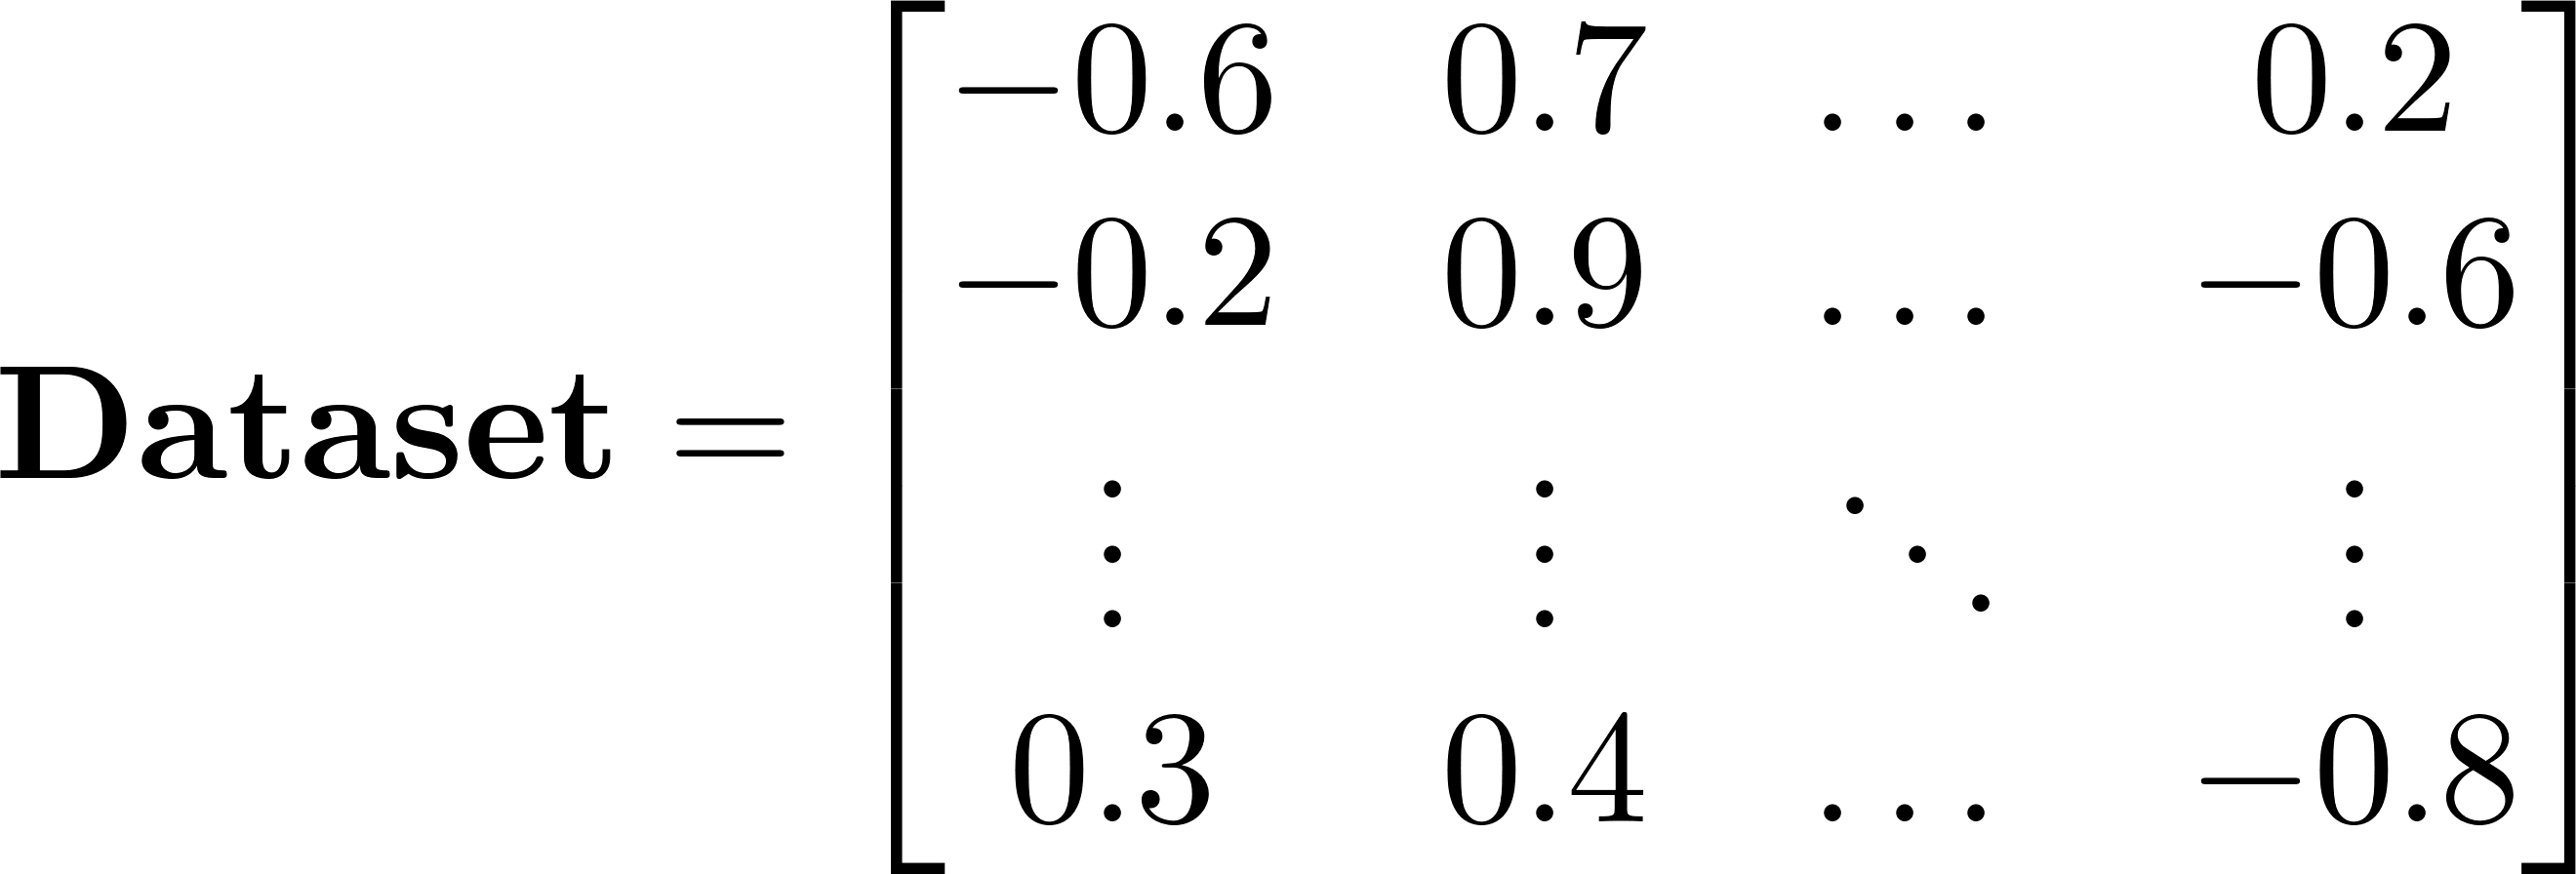 −0.6 0.7 … 0.2
−0.2 0.9 … −0.6
Dataset =
⋮ ⋮ ⋱ ⋮
0.3 0.4 … −0.8